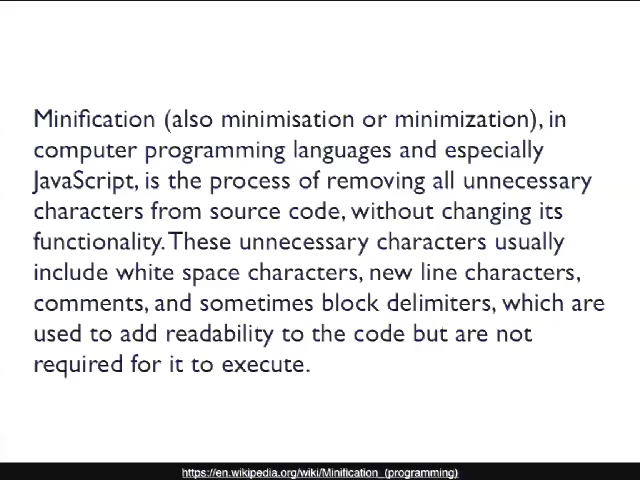 Minification (also minimisation or minimization), in
computer programming languages and especially
JavaScript, is the process of removing all unnecessary
characters from source code, without changing its
functionality. These unnecessary characters usually
include white space characters, new line characters,
comments, and sometimes block delimiters, which are
used to add readability to the code but are not
required for it to execute.
https://en.wikipedia.org/wiki/Minification_(programming)